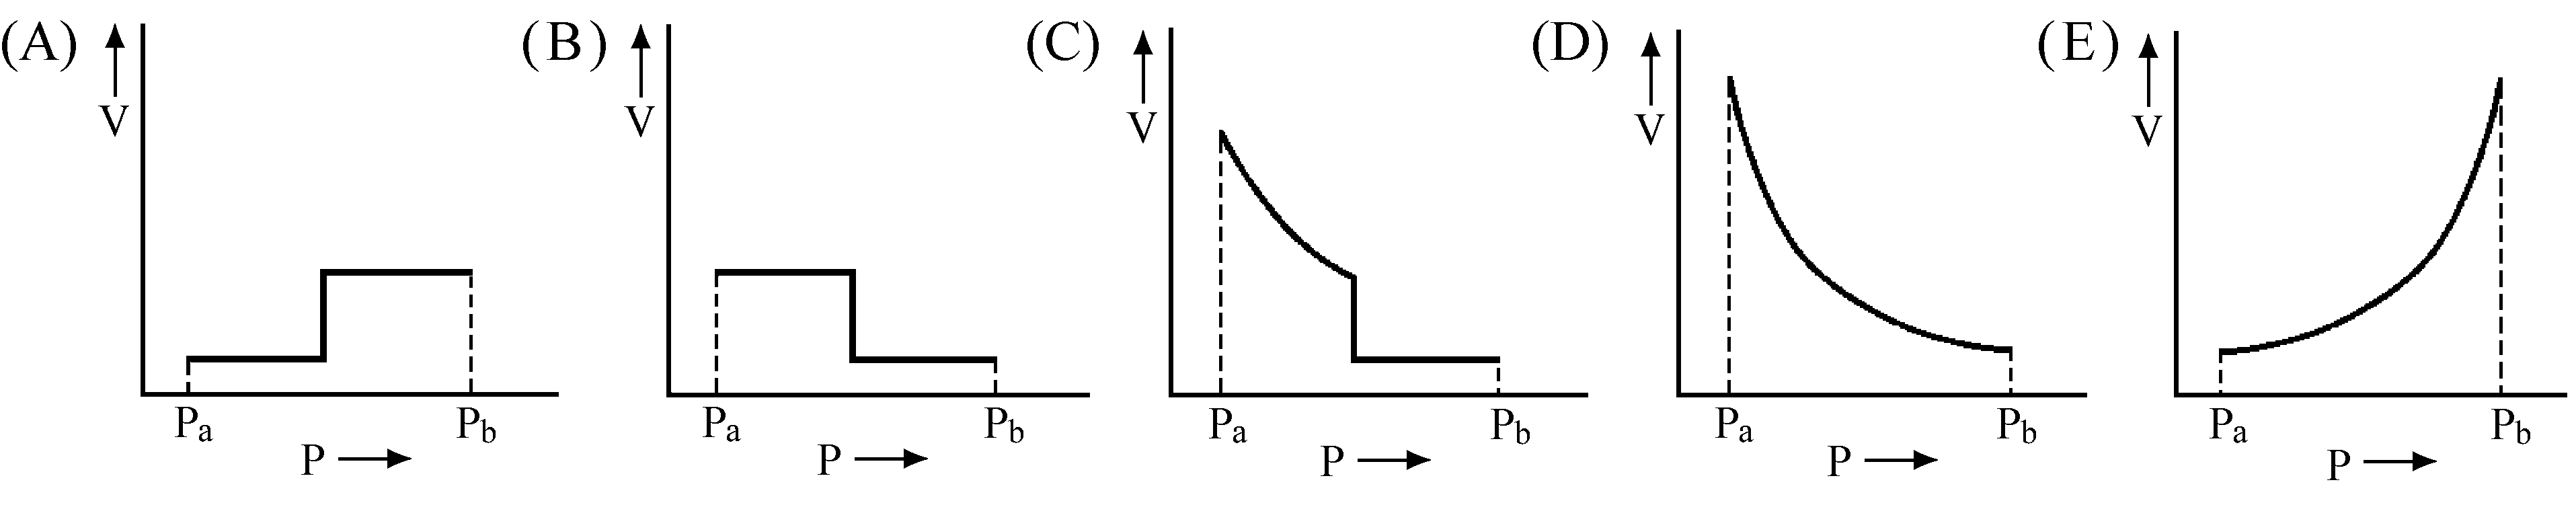 (A) V Pa Pb P
(B) V Pa Pb P
(C) V Pa Pb P
(D) V Pa Pb P
(E) V Pa Pb P